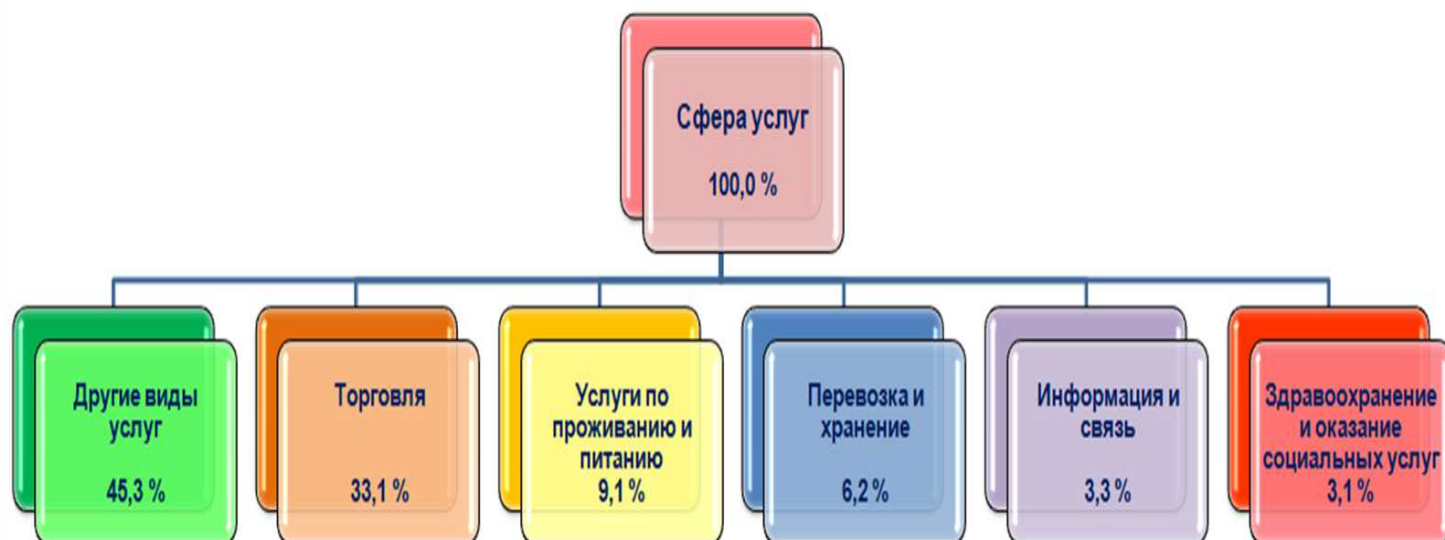 Сфера услуг
100,0 %
Другие виды
услуг
45,3 %
Торговля
33,1 %
Услуги по
проживанию и
питанию
9,1 %
Перевозка и
хранение
6,2 %
Информация и
связь
3,3 %
Здравоохранение
и оказание
социальных услуг
3,1 %